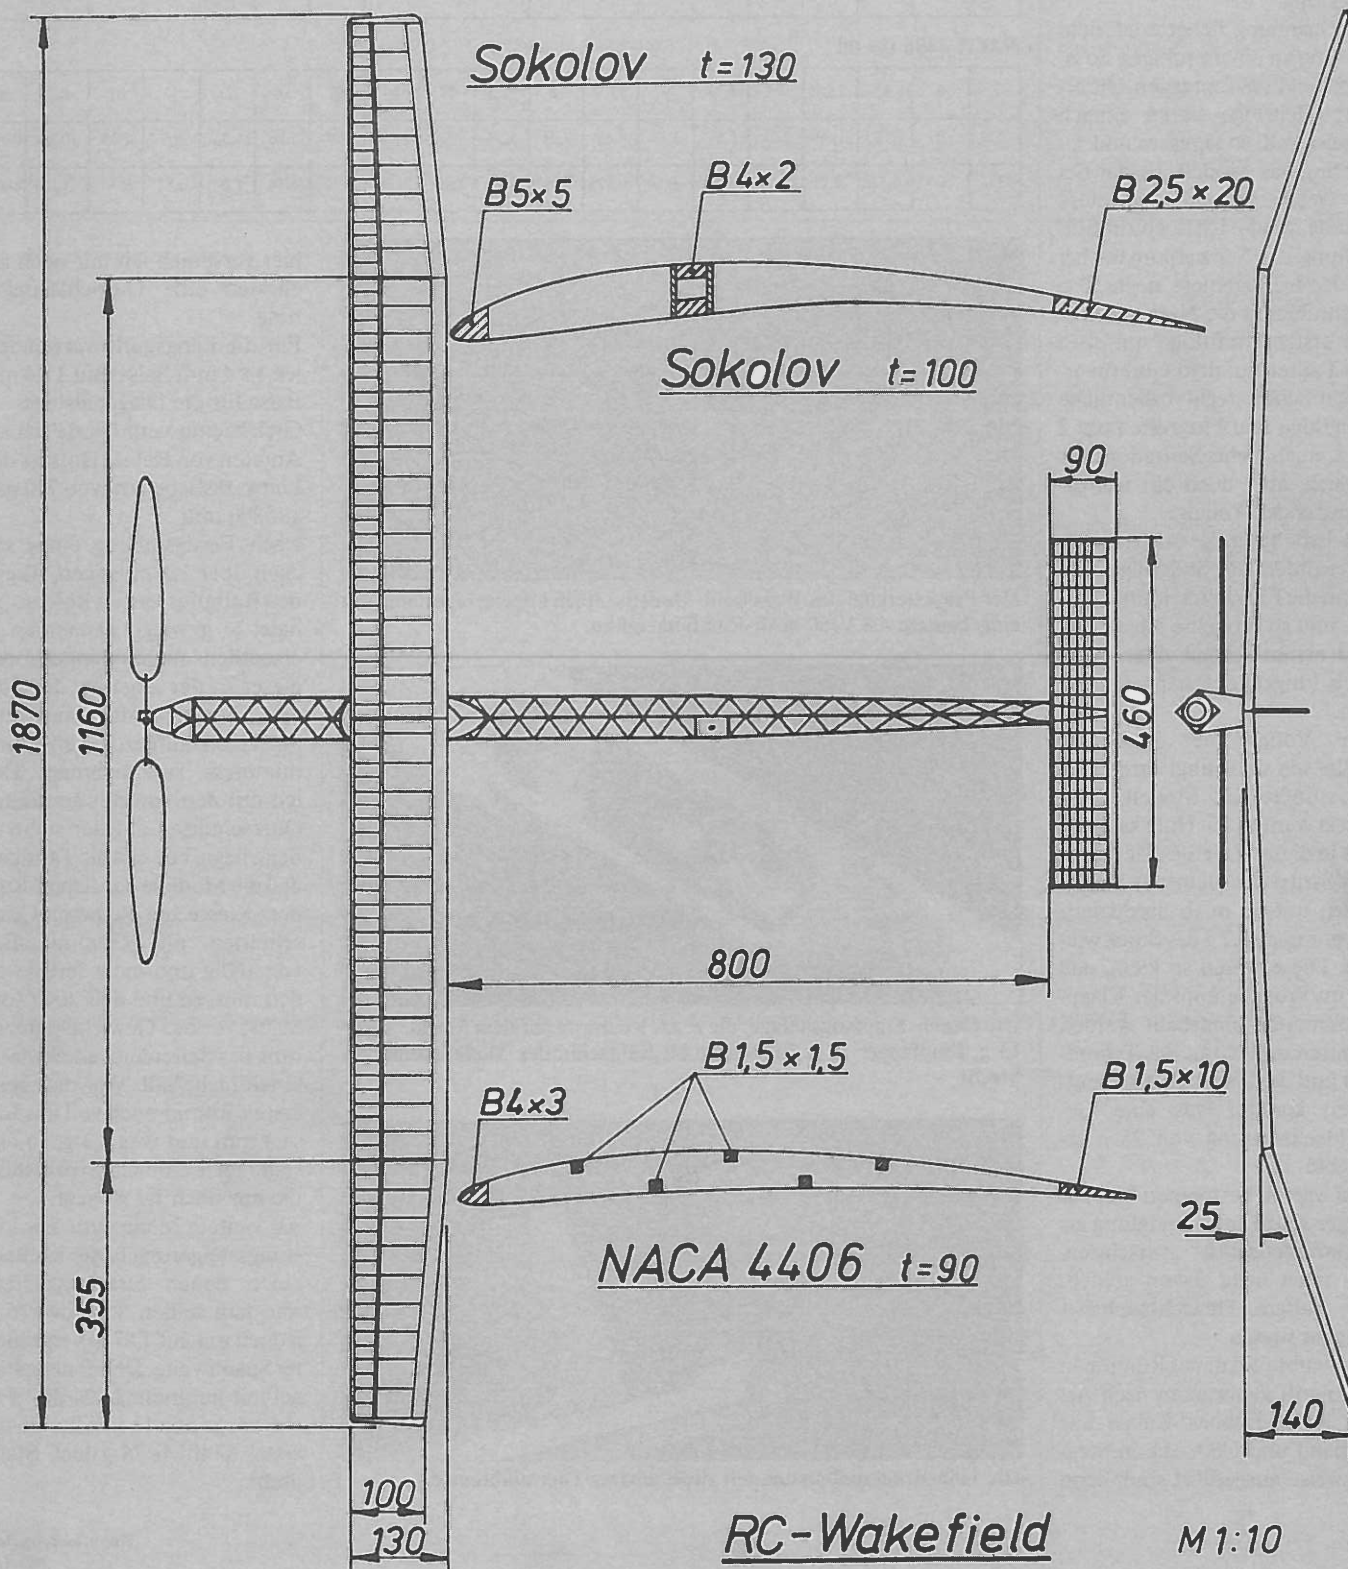 Sokolov t=130
B5×5
B4×2
B2,5×20
Sokolov t=100
90
1870
1160
460
800
B1,5×1,5
B4×3
B1,5×10
NACA 4406 t=90
25
355
140
100
130
RC-Wakefield M 1:10